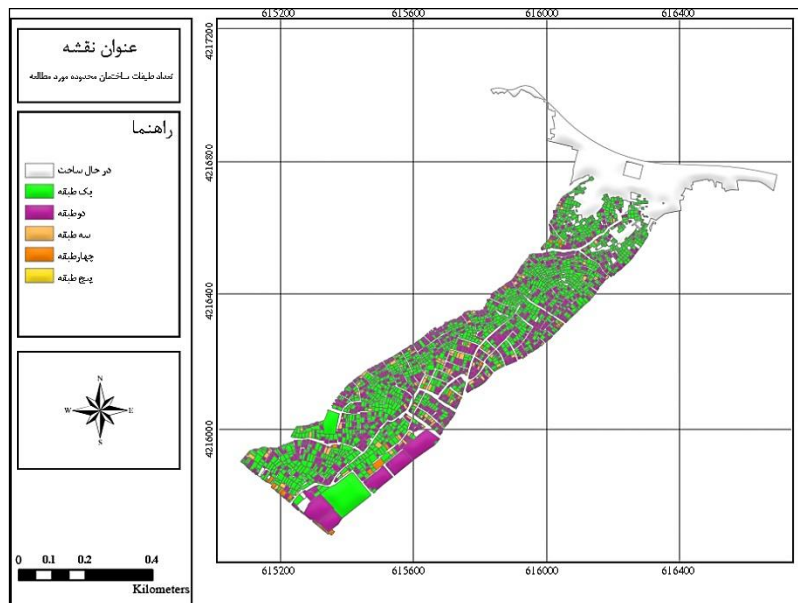 عنوان نقشه
تعداد طبقات ساختمان محدوده مورد مطالعه
راهنما
در حال ساخت
یک طبقه
دو طبقه
سه طبقه
چهارطبقه
پنج طبقه
N
W E
S
0 0.1 0.2 0.4
Kilometers
615200 615600 616000 616400
4217200
4216800
4216400
4216000
615200 615600 616000 616400